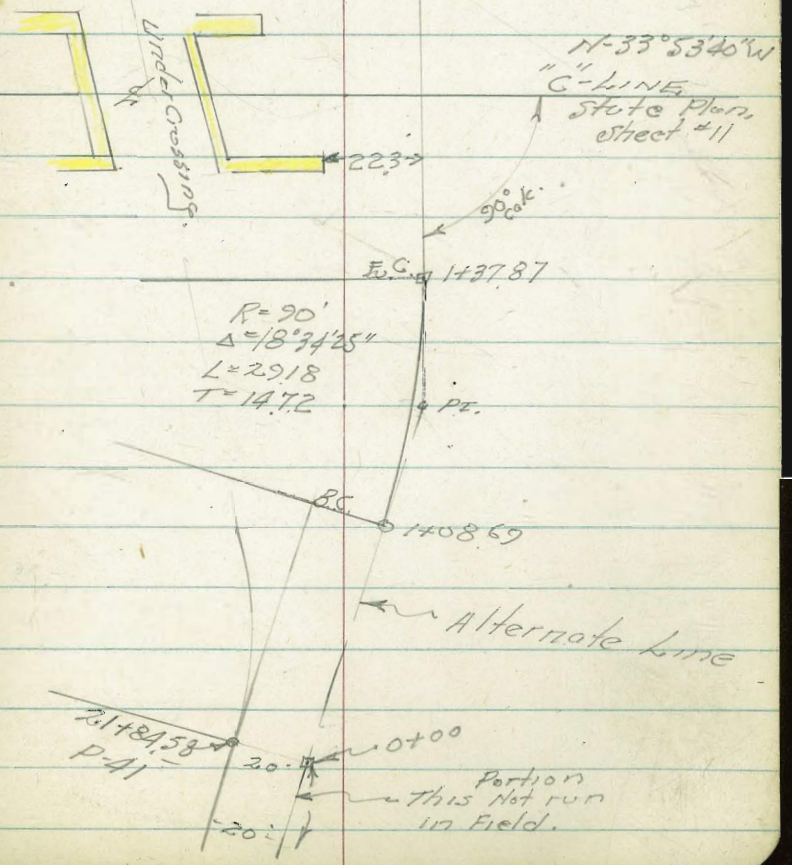 Under Crossing.
N-33°53'40"W
"C"-LINE
State Plan,
Sheet #11
22.3
90° calc.
E.C. 1+37.87
R=90'
Δ=18°34'25"
L=29.18
T=14.72
P.I.
B.C.
1+08.69
Alternate Line
21+84.58
P-41
0+00
20.
Portion
This Not run
in Field.
20